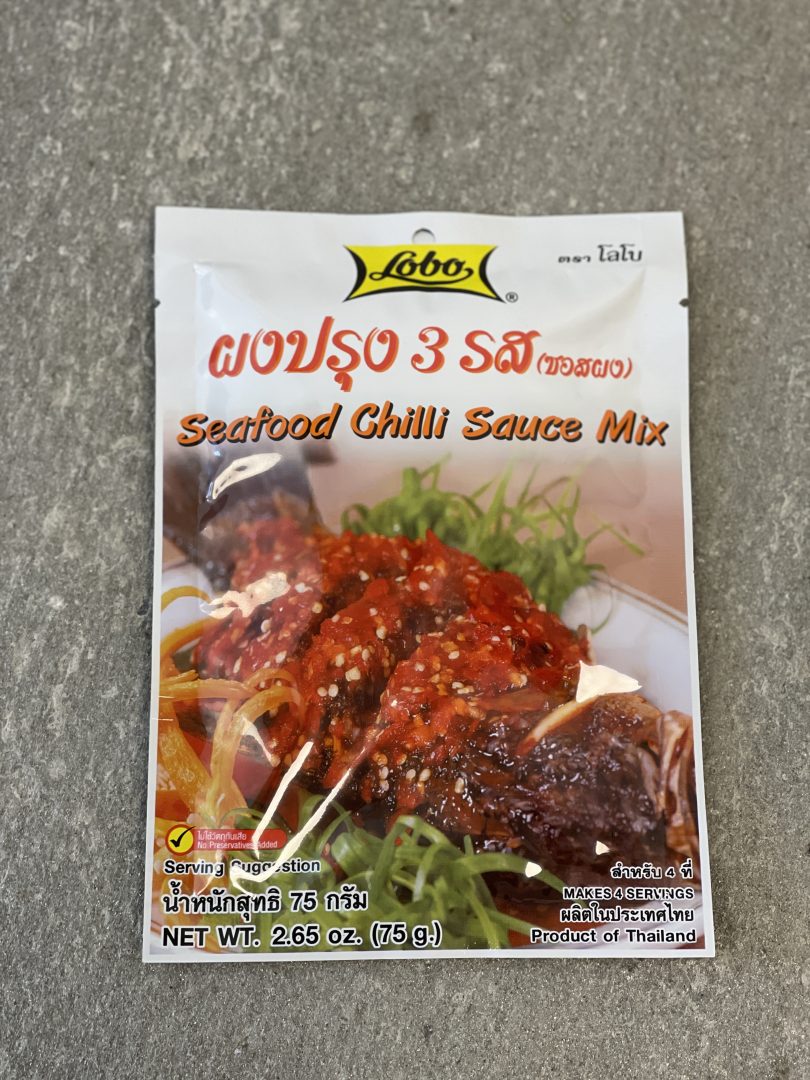 Lobo
®
ตรา โลโบ
ผงปรุง 3 รส (ซอสผง)
Seafood Chilli Sauce Mix
ไม่ใช้วัตถุกันเสีย
No Preservatives Added
Serving Suggestion
น้ำหนักสุทธิ 75 กรัม
NET WT. 2.65 oz. (75 g.)
สำหรับ 4 ที่
MAKES 4 SERVINGS
ผลิตในประเทศไทย
Product of Thailand